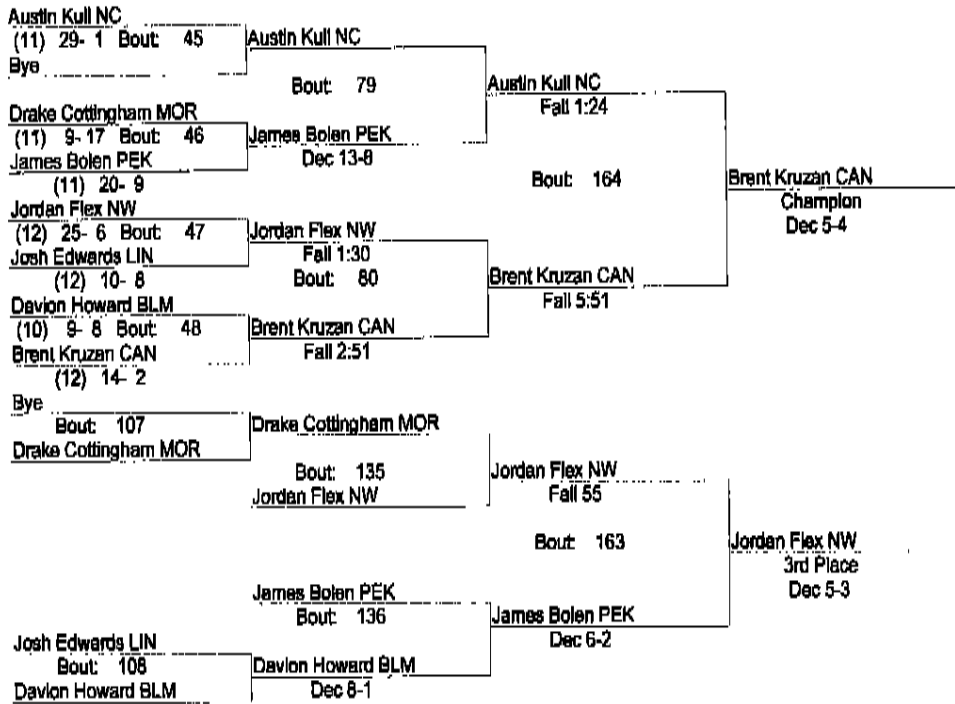 Austin Kull NC
(11) 29- 1 Bout: 45
Bye
Austin Kull NC
Bout: 79
Drake Cottingham MOR
(11) 9- 17 Bout: 46
James Bolen PEK
(11) 20- 9
James Bolen PEK
Dec 13-8
Austin Kull NC
Fall 1:24
Bout: 164
Jordan Flex NW
(12) 25- 6 Bout: 47
Josh Edwards LIN
(12) 10- 8
Jordan Flex NW
Fall 1:30
Bout: 80
Davion Howard BLM
(10) 9- 8 Bout: 48
Brent Kruzan CAN
(12) 14- 2
Brent Kruzan CAN
Fall 2:51
Brent Kruzan CAN
Fall 5:51
Brent Kruzan CAN
Champion
Dec 5-4
Bye
Bout: 107
Drake Cottingham MOR
Drake Cottingham MOR
Bout: 135
Jordan Flex NW
Jordan Flex NW
Fall 55
Bout: 163
Jordan Flex NW
3rd Place
Dec 5-3
James Bolen PEK
Bout: 136
James Bolen PEK
Dec 6-2
Josh Edwards LIN
Bout: 108
Davion Howard BLM
Davion Howard BLM
Dec 8-1